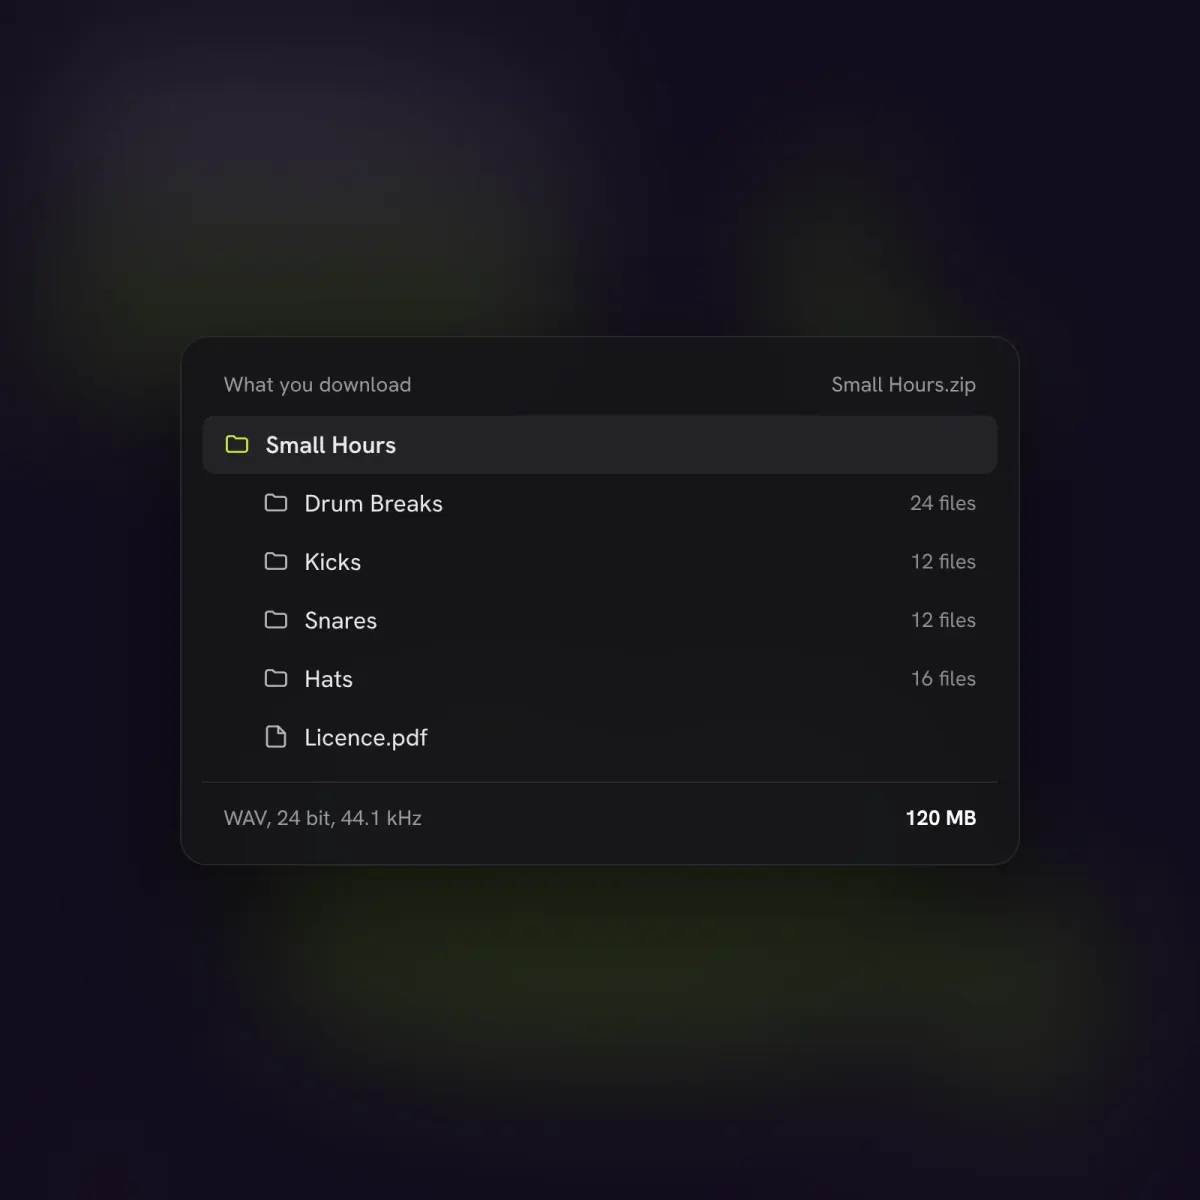 What you download Small Hours.zip
Small Hours
Drum Breaks 24 files
Kicks 12 files
Snares 12 files
Hats 16 files
Licence.pdf
WAV, 24 bit, 44.1 kHz 120 MB